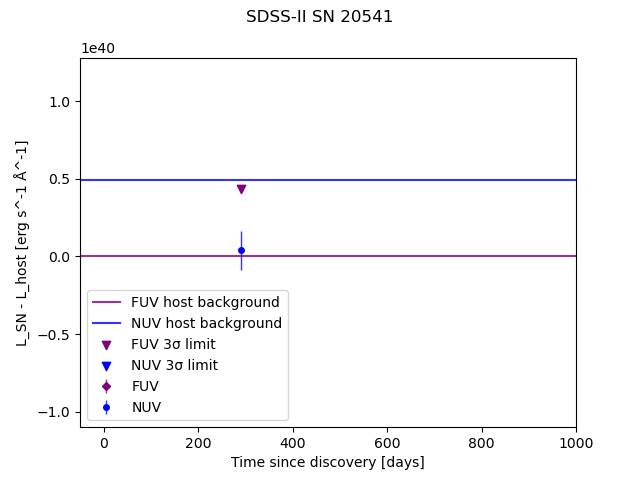 SDSS-II SN 20541
1e40
1.0
0.5
0.0
−0.5
−1.0
L_SN - L_host [erg s^-1 Å^-1]
FUV host background
NUV host background
FUV 3σ limit
NUV 3σ limit
FUV
NUV
0 200 400 600 800 1000
Time since discovery [days]